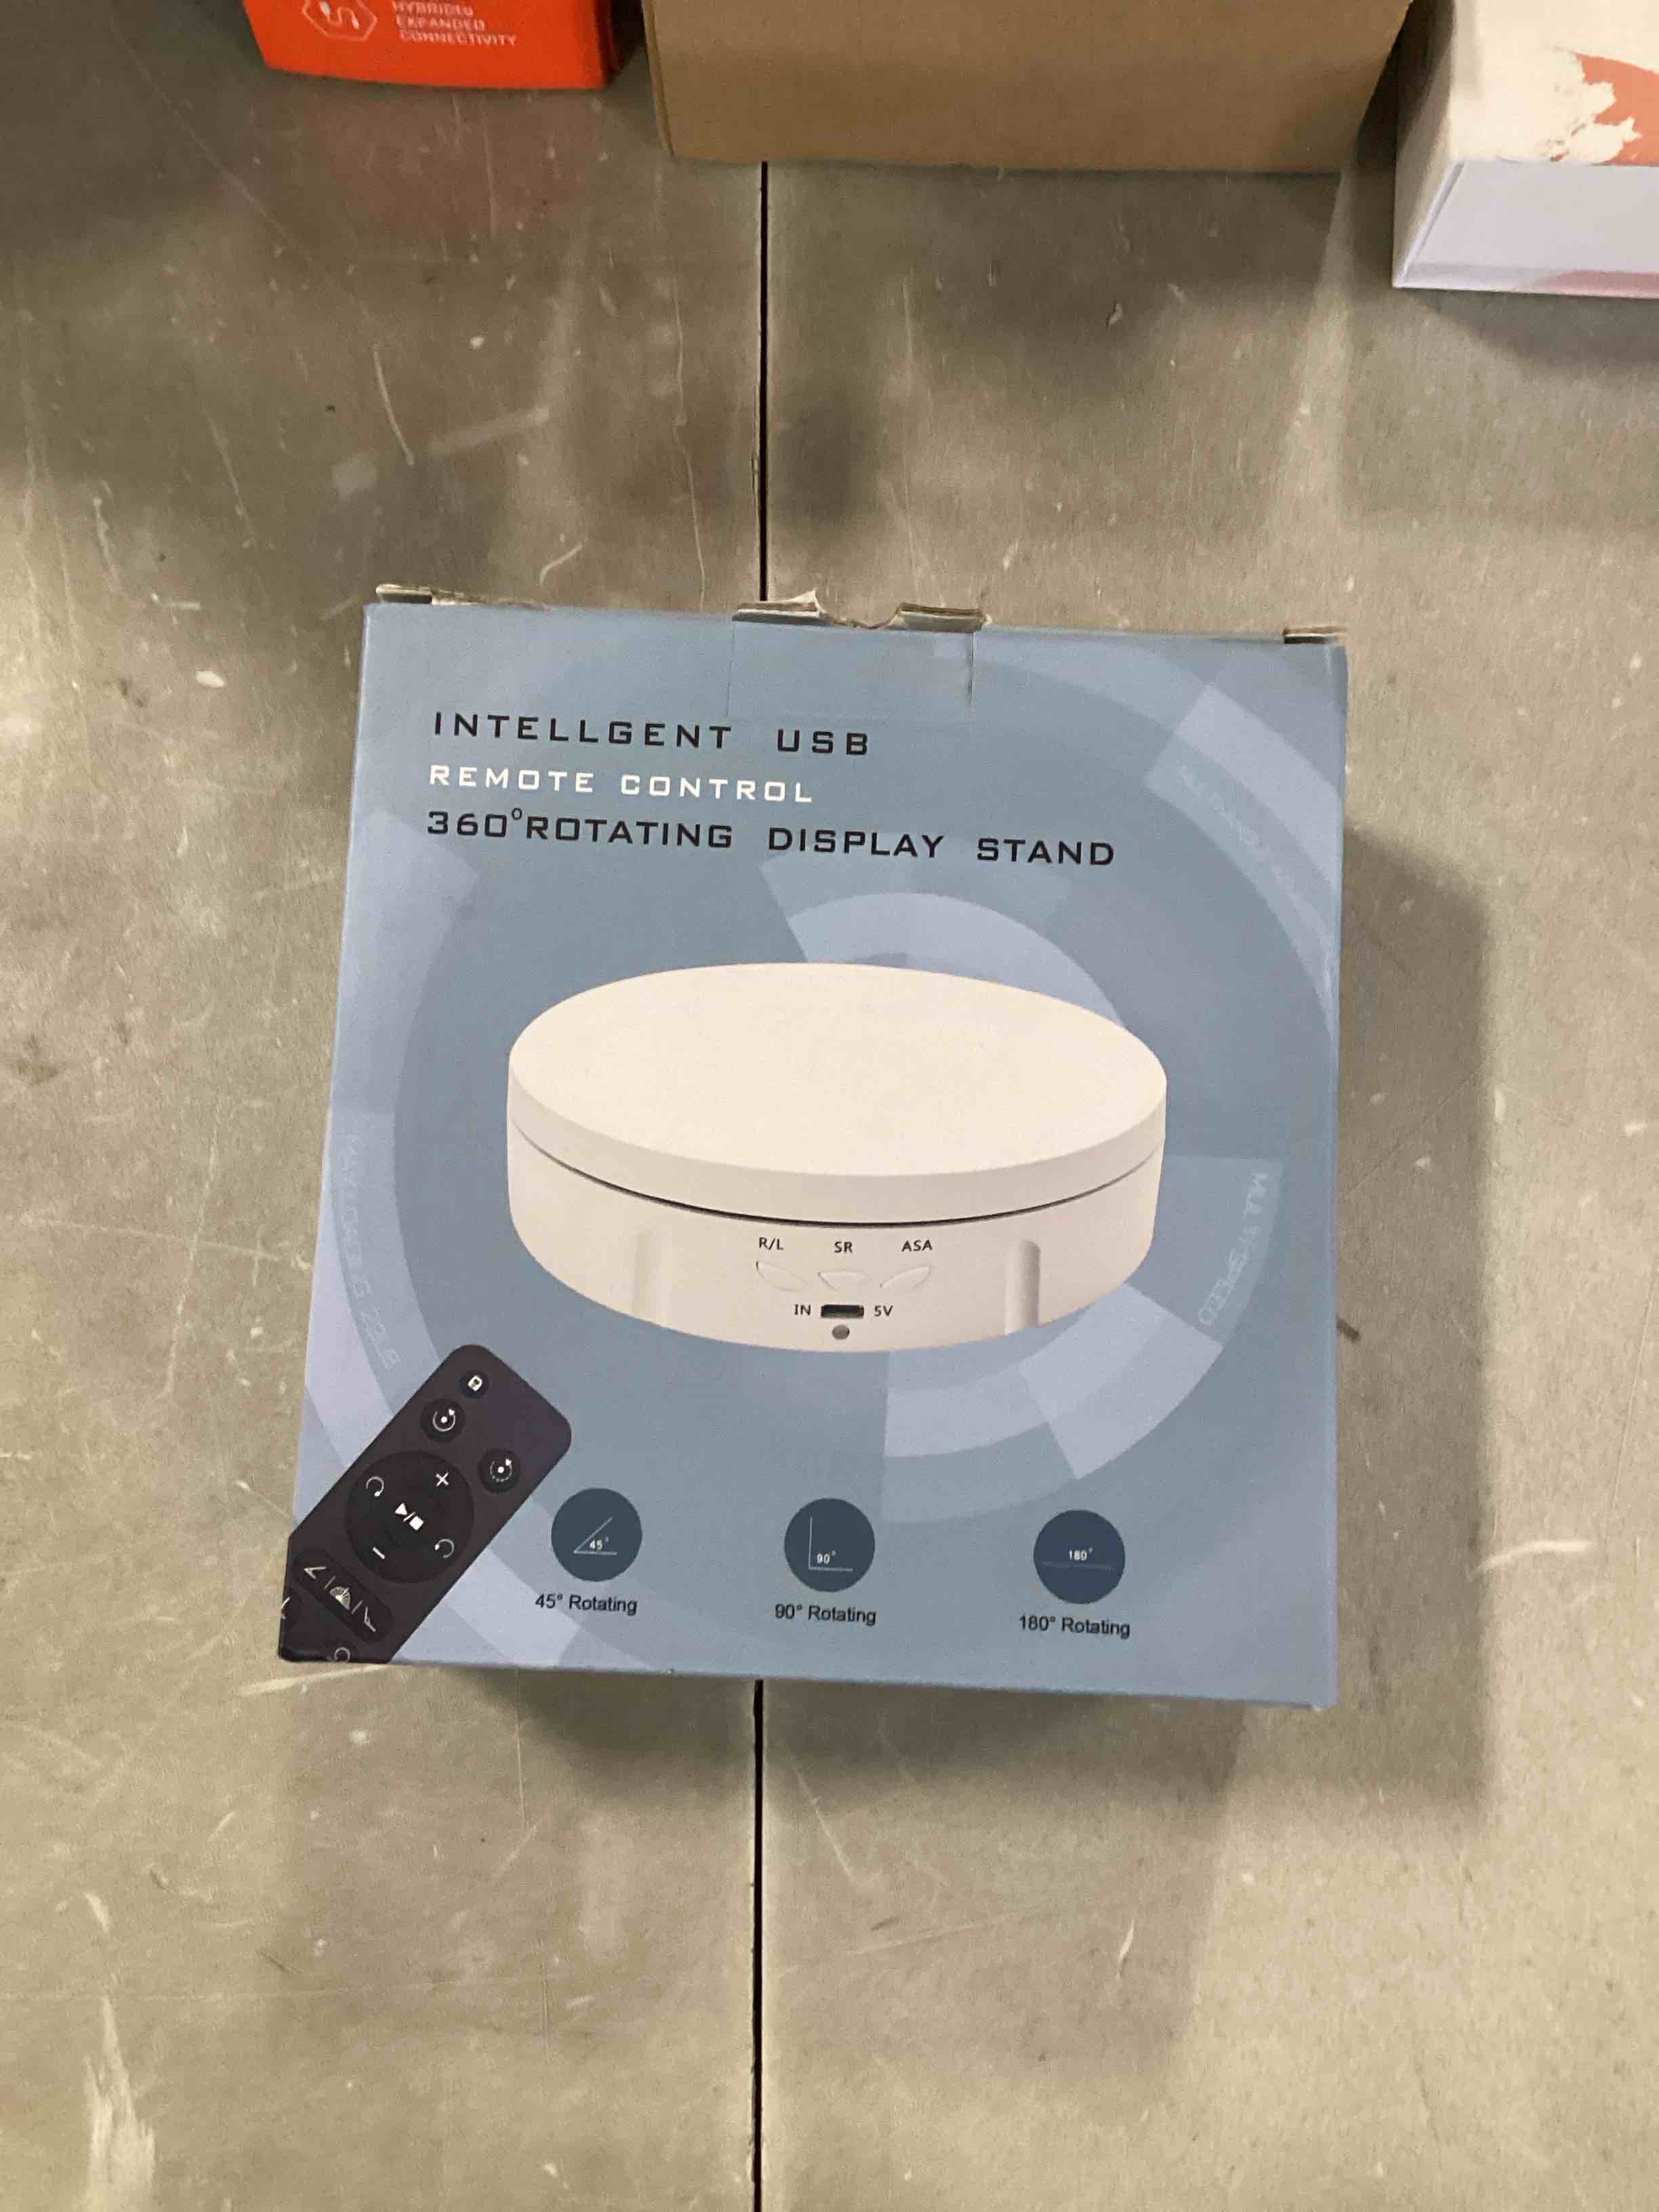 HYBRIDED
EXPANDED
CONNECTIVITY
INTELLGENT USB
REMOTE CONTROL
360°ROTATING DISPLAY STAND
R/L SR ASA
IN 5V
45°
90°
180°
45° Rotating
90° Rotating
180° Rotating